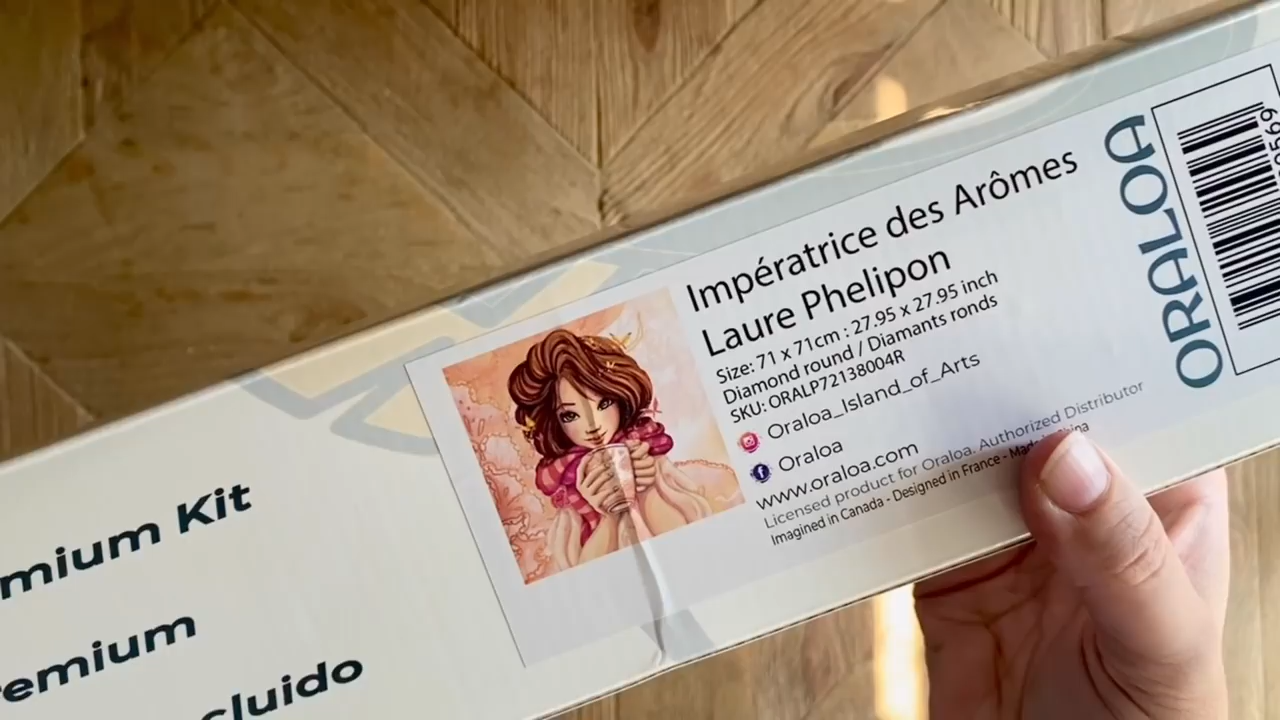 mium Kit
remium
cluido
Impératrice des Arômes
Laure Phelipon
Size: 71 x 71cm : 27.95 x 27.95 inch
Diamond round / Diamants ronds
SKU: ORALP72138004R
Oraloa_Island_of_Arts
Oraloa
www.oraloa.com
Licensed product for Oraloa. Authorized Distributor
Imagined in Canada - Designed in France - Made China
ORALOA